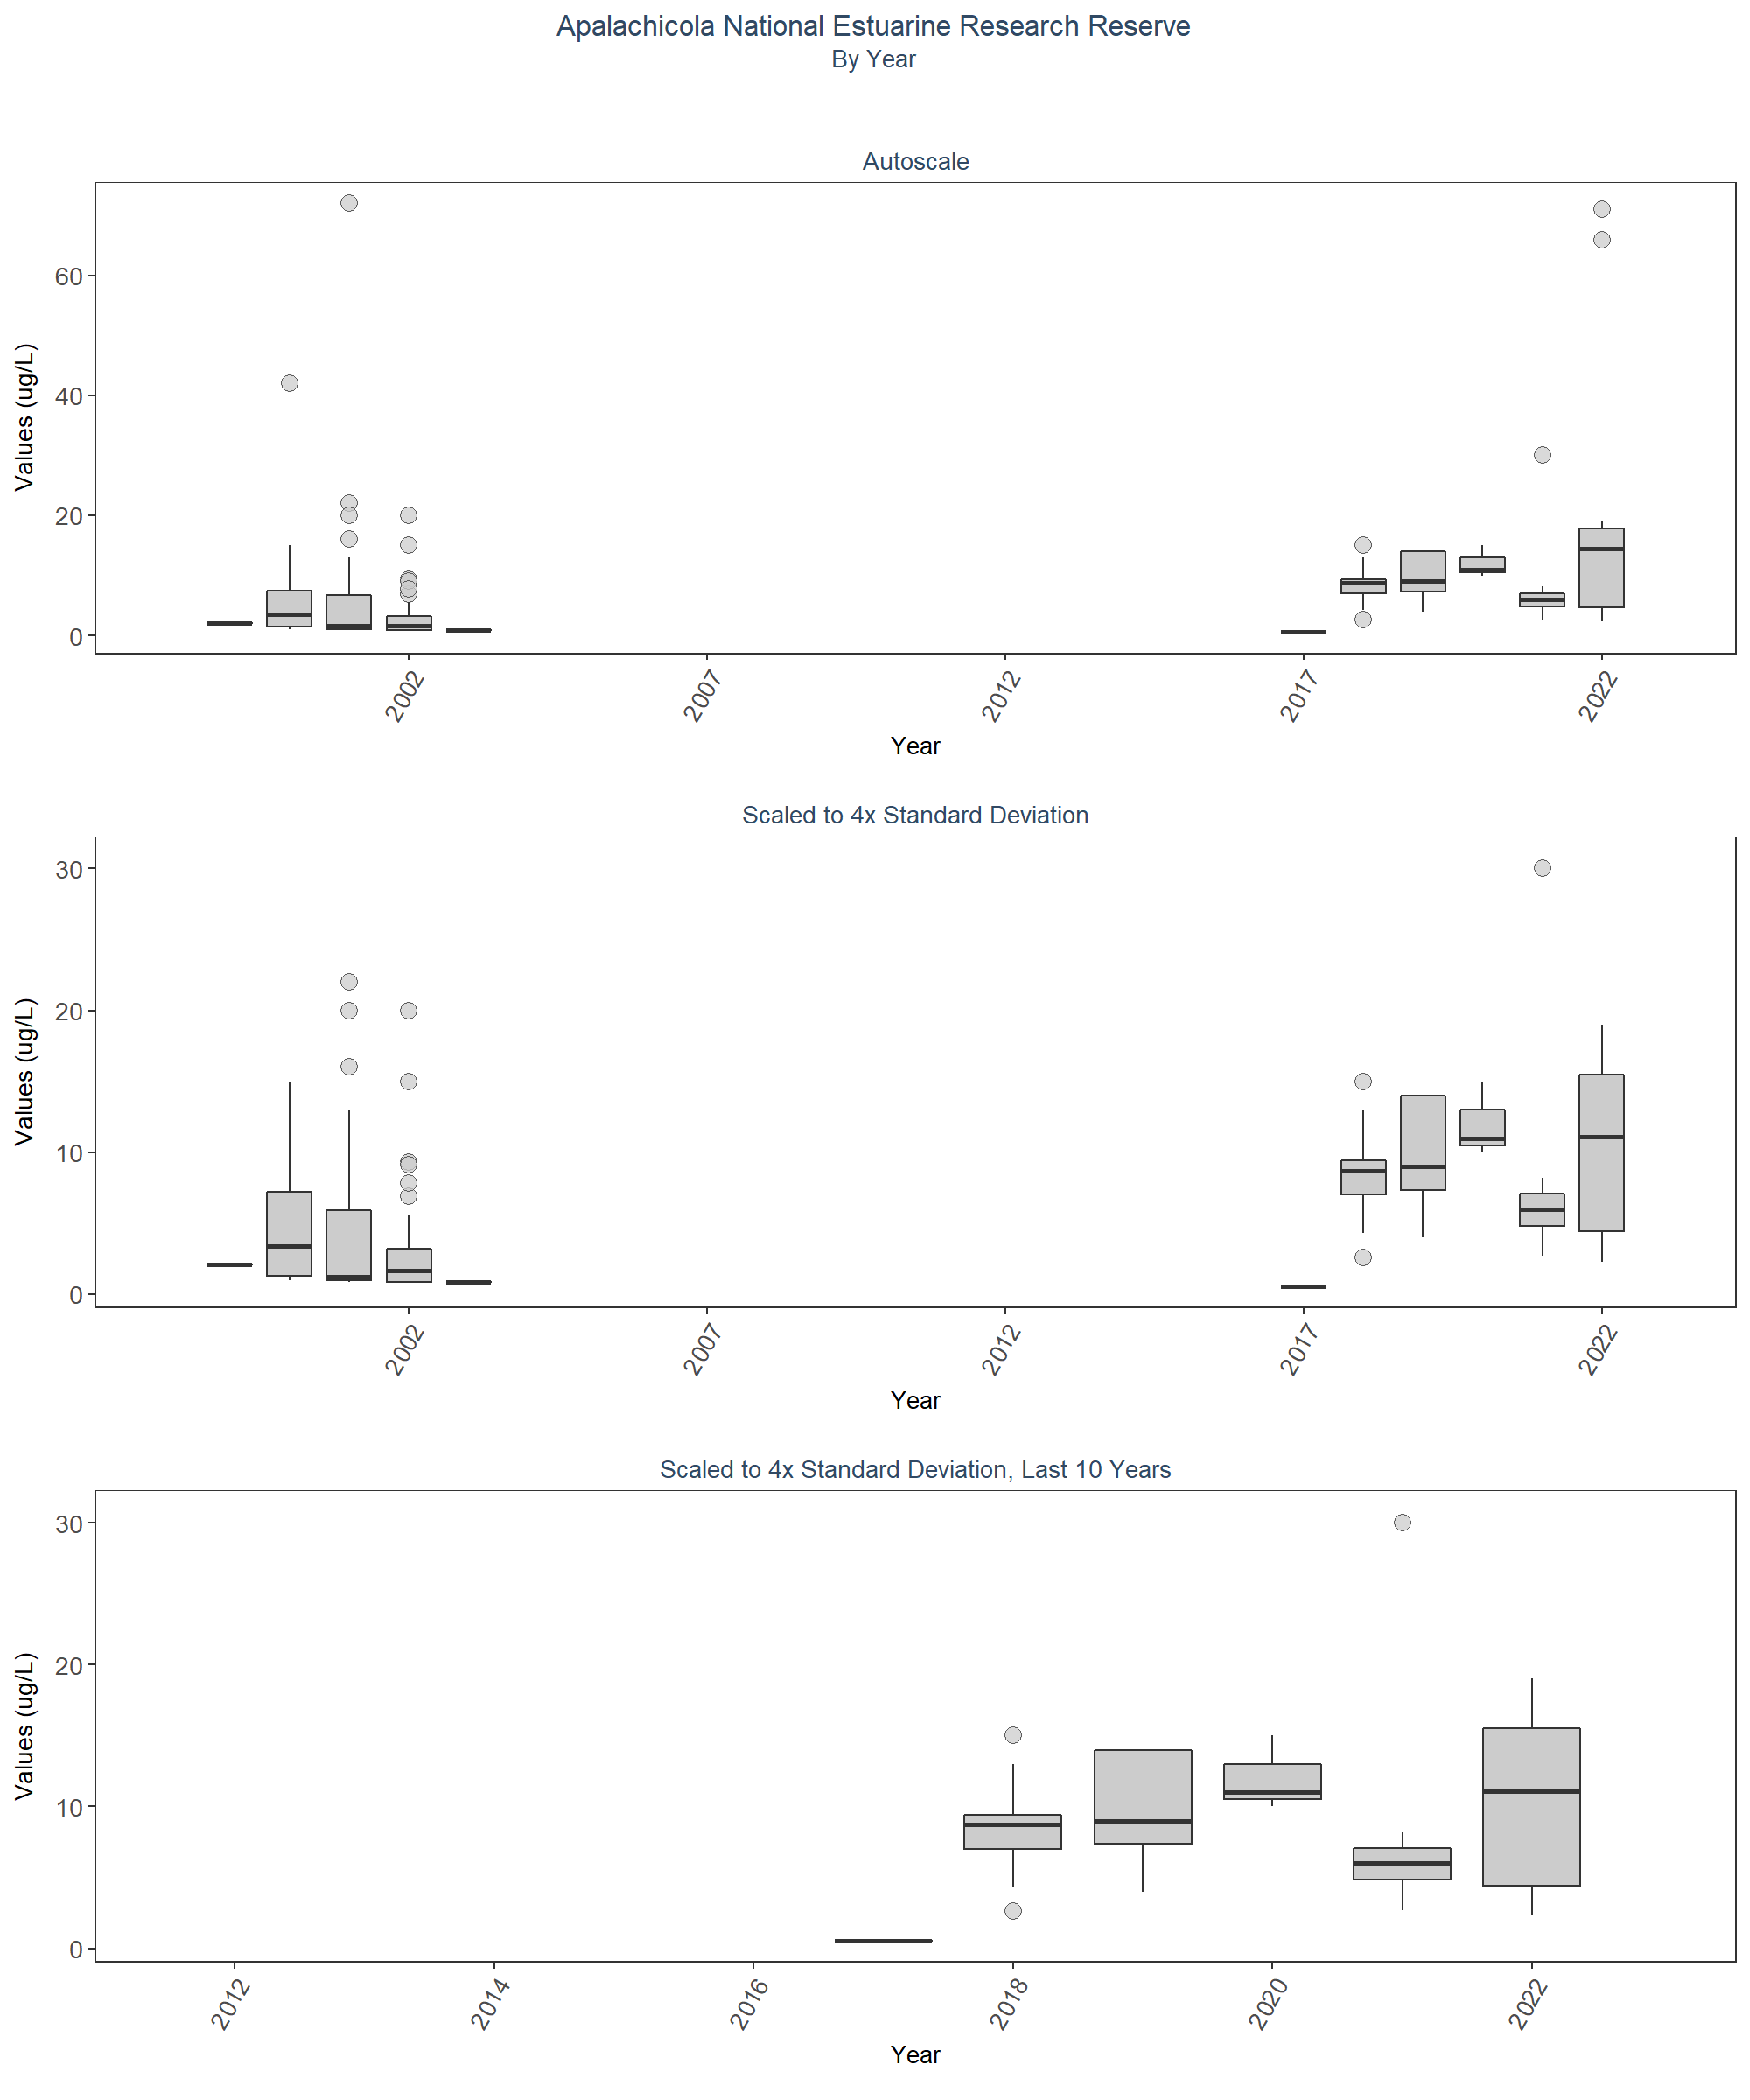 Apalachicola National Estuarine Research Reserve
By Year
Autoscale
Values (ug/L)
60
40
20
0
2002
2007
2012
2017
2022
Year
Scaled to 4x Standard Deviation
Values (ug/L)
30
20
10
0
2002
2007
2012
2017
2022
Year
Scaled to 4x Standard Deviation, Last 10 Years
Values (ug/L)
30
20
10
0
2012
2014
2016
2018
2020
2022
Year